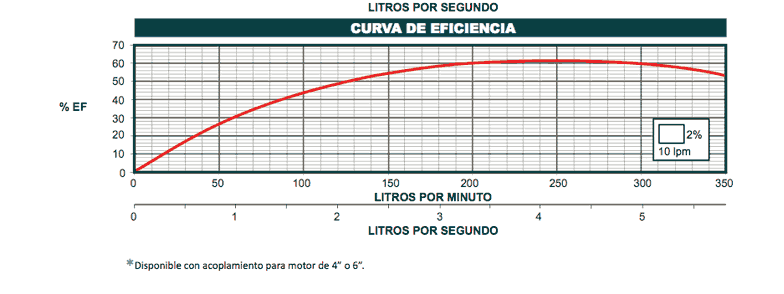 LITROS POR SEGUNDO
CURVA DE EFICIENCIA
70
60
50
40
30
20
10
0
% EF
2%
10 lpm
0 50 100 150 200 250 300 350
LITROS POR MINUTO
0 1 2 3 4 5
LITROS POR SEGUNDO
*Disponible con acoplamiento para motor de 4" o 6".